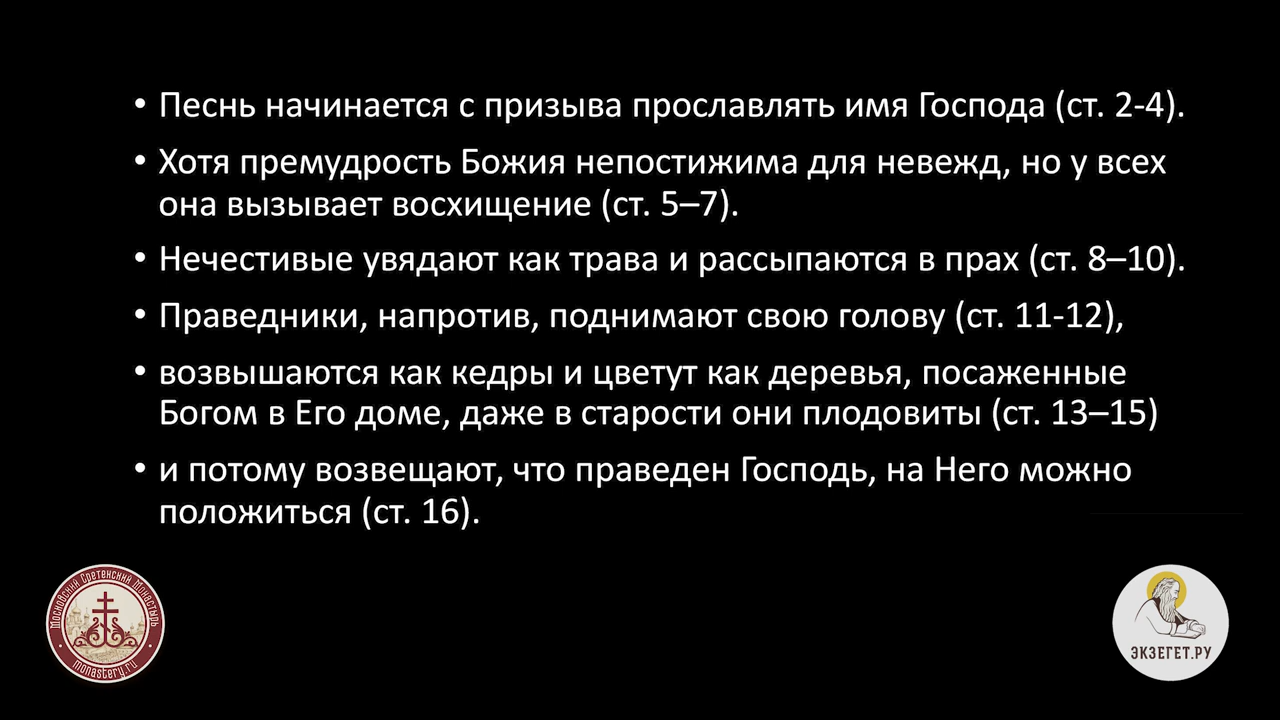 • Песнь начинается с призыва прославлять имя Господа (ст. 2-4).
• Хотя премудрость Божия непостижима для невежд, но у всех
она вызывает восхищение (ст. 5–7).
• Нечестивые увядают как трава и рассыпаются в прах (ст. 8–10).
• Праведники, напротив, поднимают свою голову (ст. 11-12),
• возвышаются как кедры и цветут как деревья, посаженные
Богом в Его доме, даже в старости они плодовиты (ст. 13–15)
• и потому возвещают, что праведен Господь, на Него можно
положиться (ст. 16).
Московский Сретенский Монастырь
monastery.ru
ЭКЗЕГЕТ.РУ